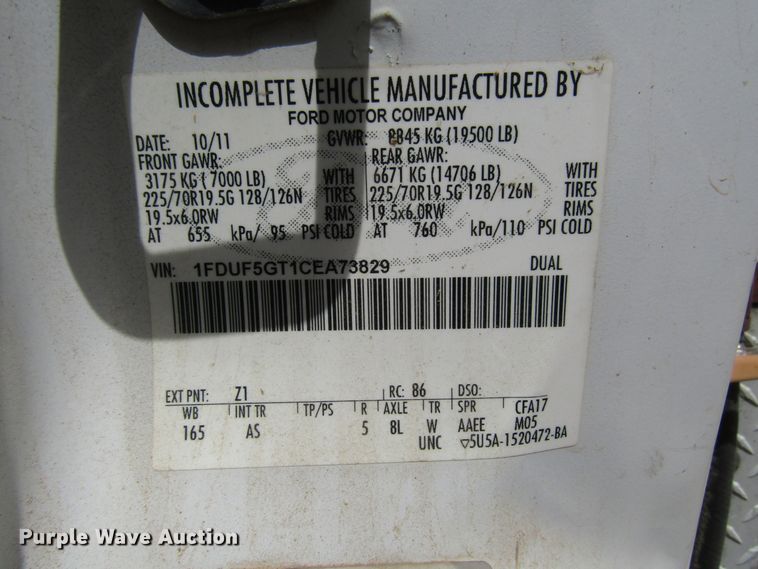 INCOMPLETE VEHICLE MANUFACTURED BY
FORD MOTOR COMPANY
DATE: 10/11 GVWR: 8845 KG (19500 LB)
FRONT GAWR: REAR GAWR:
3175 KG (7000 LB) WITH 6671 KG (14706 LB) WITH
225/70R19.5G 128/126N TIRES 225/70R19.5G 128/126N TIRES
19.5x6.0RW RIMS 19.5x6.0RW RIMS
AT 655 kPa/ 95 PSI COLD AT 760 kPa/110 PSI COLD
VIN: 1FDUF5GT1CEA73829 DUAL
EXT PNT: Z1 RC: 86 DSO:
WB INT TR TP/PS R AXLE TR SPR CFA17
165 AS 5 8L W AAEE M05
UNC ▽5U5A-1520472-BA
Purple Wave Auction